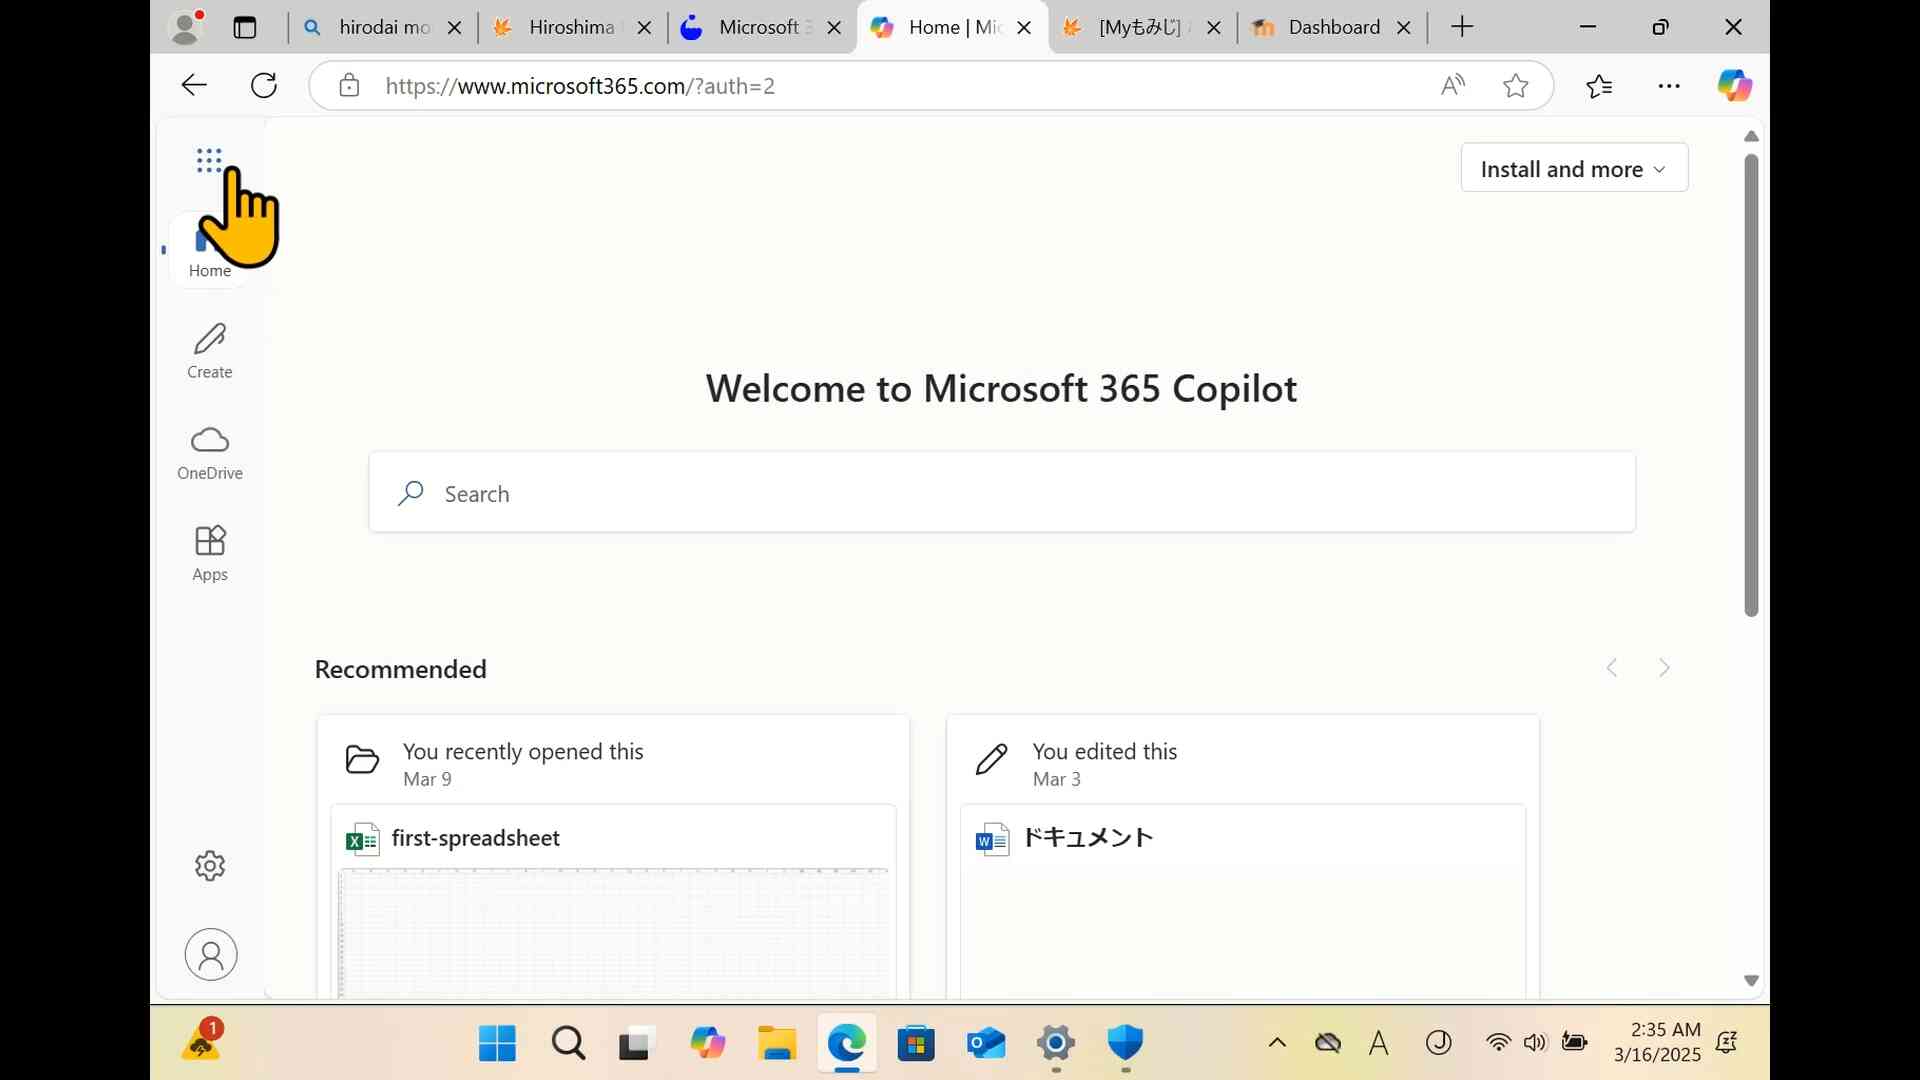 hirodai mo
Hiroshima
Microsoft 3
Home | Mic
[Myもみじ]
Dashboard
https://www.microsoft365.com/?auth=2
Install and more
Home
Create
OneDrive
Apps
Welcome to Microsoft 365 Copilot
Search
Recommended
You recently opened this
Mar 9
first-spreadsheet
You edited this
Mar 3
ドキュメント
1
A
J
2:35 AM
3/16/2025